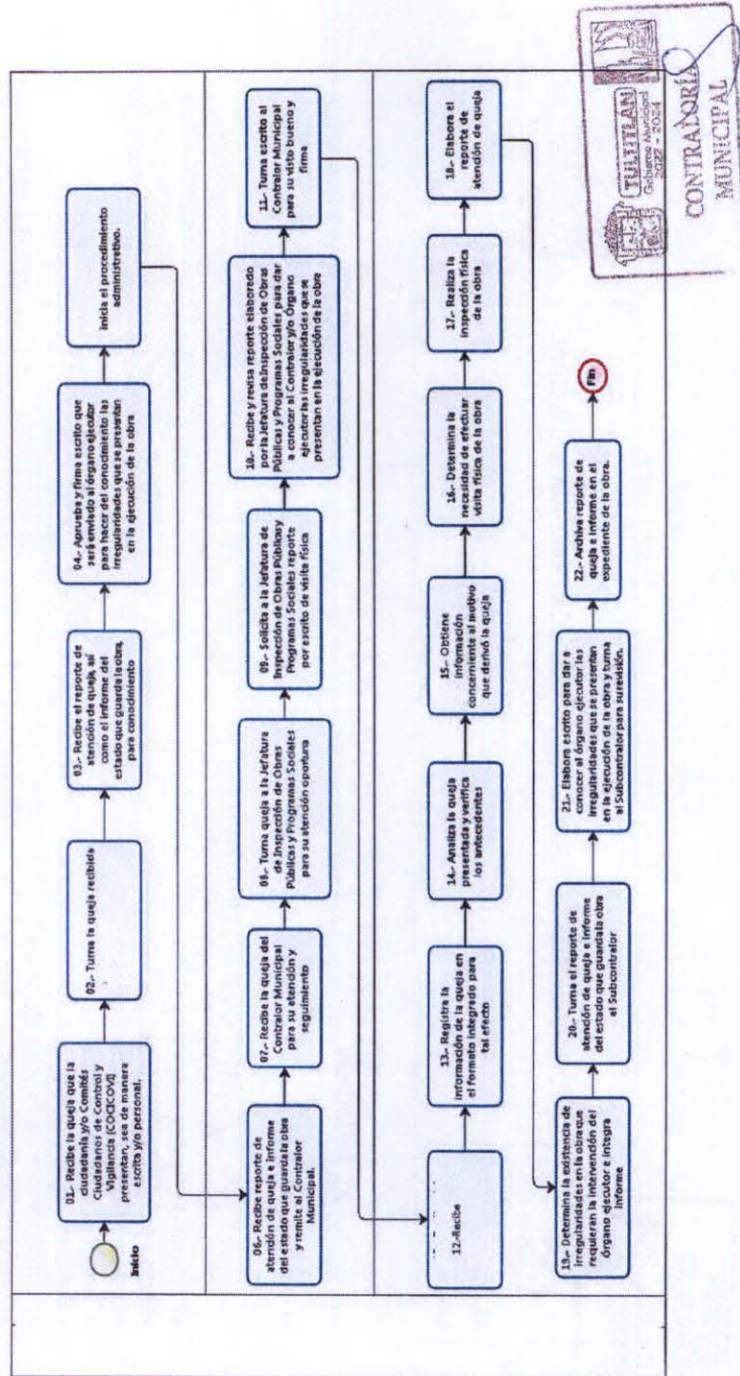 01.- Recibe la queja que la
ciudadanía y/o Comités
Ciudadanos de Control y
Vigilancia (COCICOVI)
presentan, sea de manera
escrita y/o personal.
Inicio
02.- Turna la queja recibida
03.- Recibe el reporte de
atención de queja, así
como el informe del
estado que guarda la obra,
para conocimiento
04.- Aprueba y firma escrito que
será enviado al órgano ejecutor
para hacer del conocimiento las
irregularidades que se presentan
en la ejecución de la obra
Inicia el procedimiento
administrativo.
06.- Recibe reporte de
atención de queja e informe
del estado que guarda la obra
y remite al Contralor
Municipal.
07.- Recibe la queja del
Contralor Municipal
para su atención y
seguimiento
08.- Turna queja a la Jefatura
de Inspección de Obras
Públicas y Programas Sociales
para su atención oportuna
09.- Solicita a la Jefatura de
Inspección de Obras Públicas y
Programas Sociales reporte
por escrito de visita física
10.- Recibe y revisa reporte elaborado
por la Jefatura de Inspección de Obras
Públicas y Programas Sociales para dar
a conocer al Contralor y/o Órgano
ejecutor las irregularidades que se
presentan en la ejecución de la obra
11.- Turna escrito al
Contralor Municipal
para su visto bueno y
firma
12.-Recibe
13.- Registra la
información de la queja en
el formato integrado para
tal efecto
14.- Analiza la queja
presentada y verifica
los antecedentes
15.- Obtiene
información
concerniente al motivo
que derivó la queja
16.- Determina la
necesidad de efectuar
visita física de la obra
17.- Realiza la
inspección física
de la obra
18.- Elabora el
reporte de
atención de queja
19.- Determina la existencia de
irregularidades en la obra que
requieran la intervención del
órgano ejecutor e integra
informe
20.- Turna el reporte de
atención de queja e informe
del estado que guarda la obra
al Subcontralor
21.- Elabora escrito para dar a
conocer al órgano ejecutor las
irregularidades que se presentan
en la ejecución de la obra y turna
al Subcontralor para su revisión.
22.- Archiva reporte de
queja e informe en el
expediente de la obra.
Fin
TULTITLÁN
Gobierno Municipal
2022 - 2024
CONTRALORÍA
MUNICIPAL